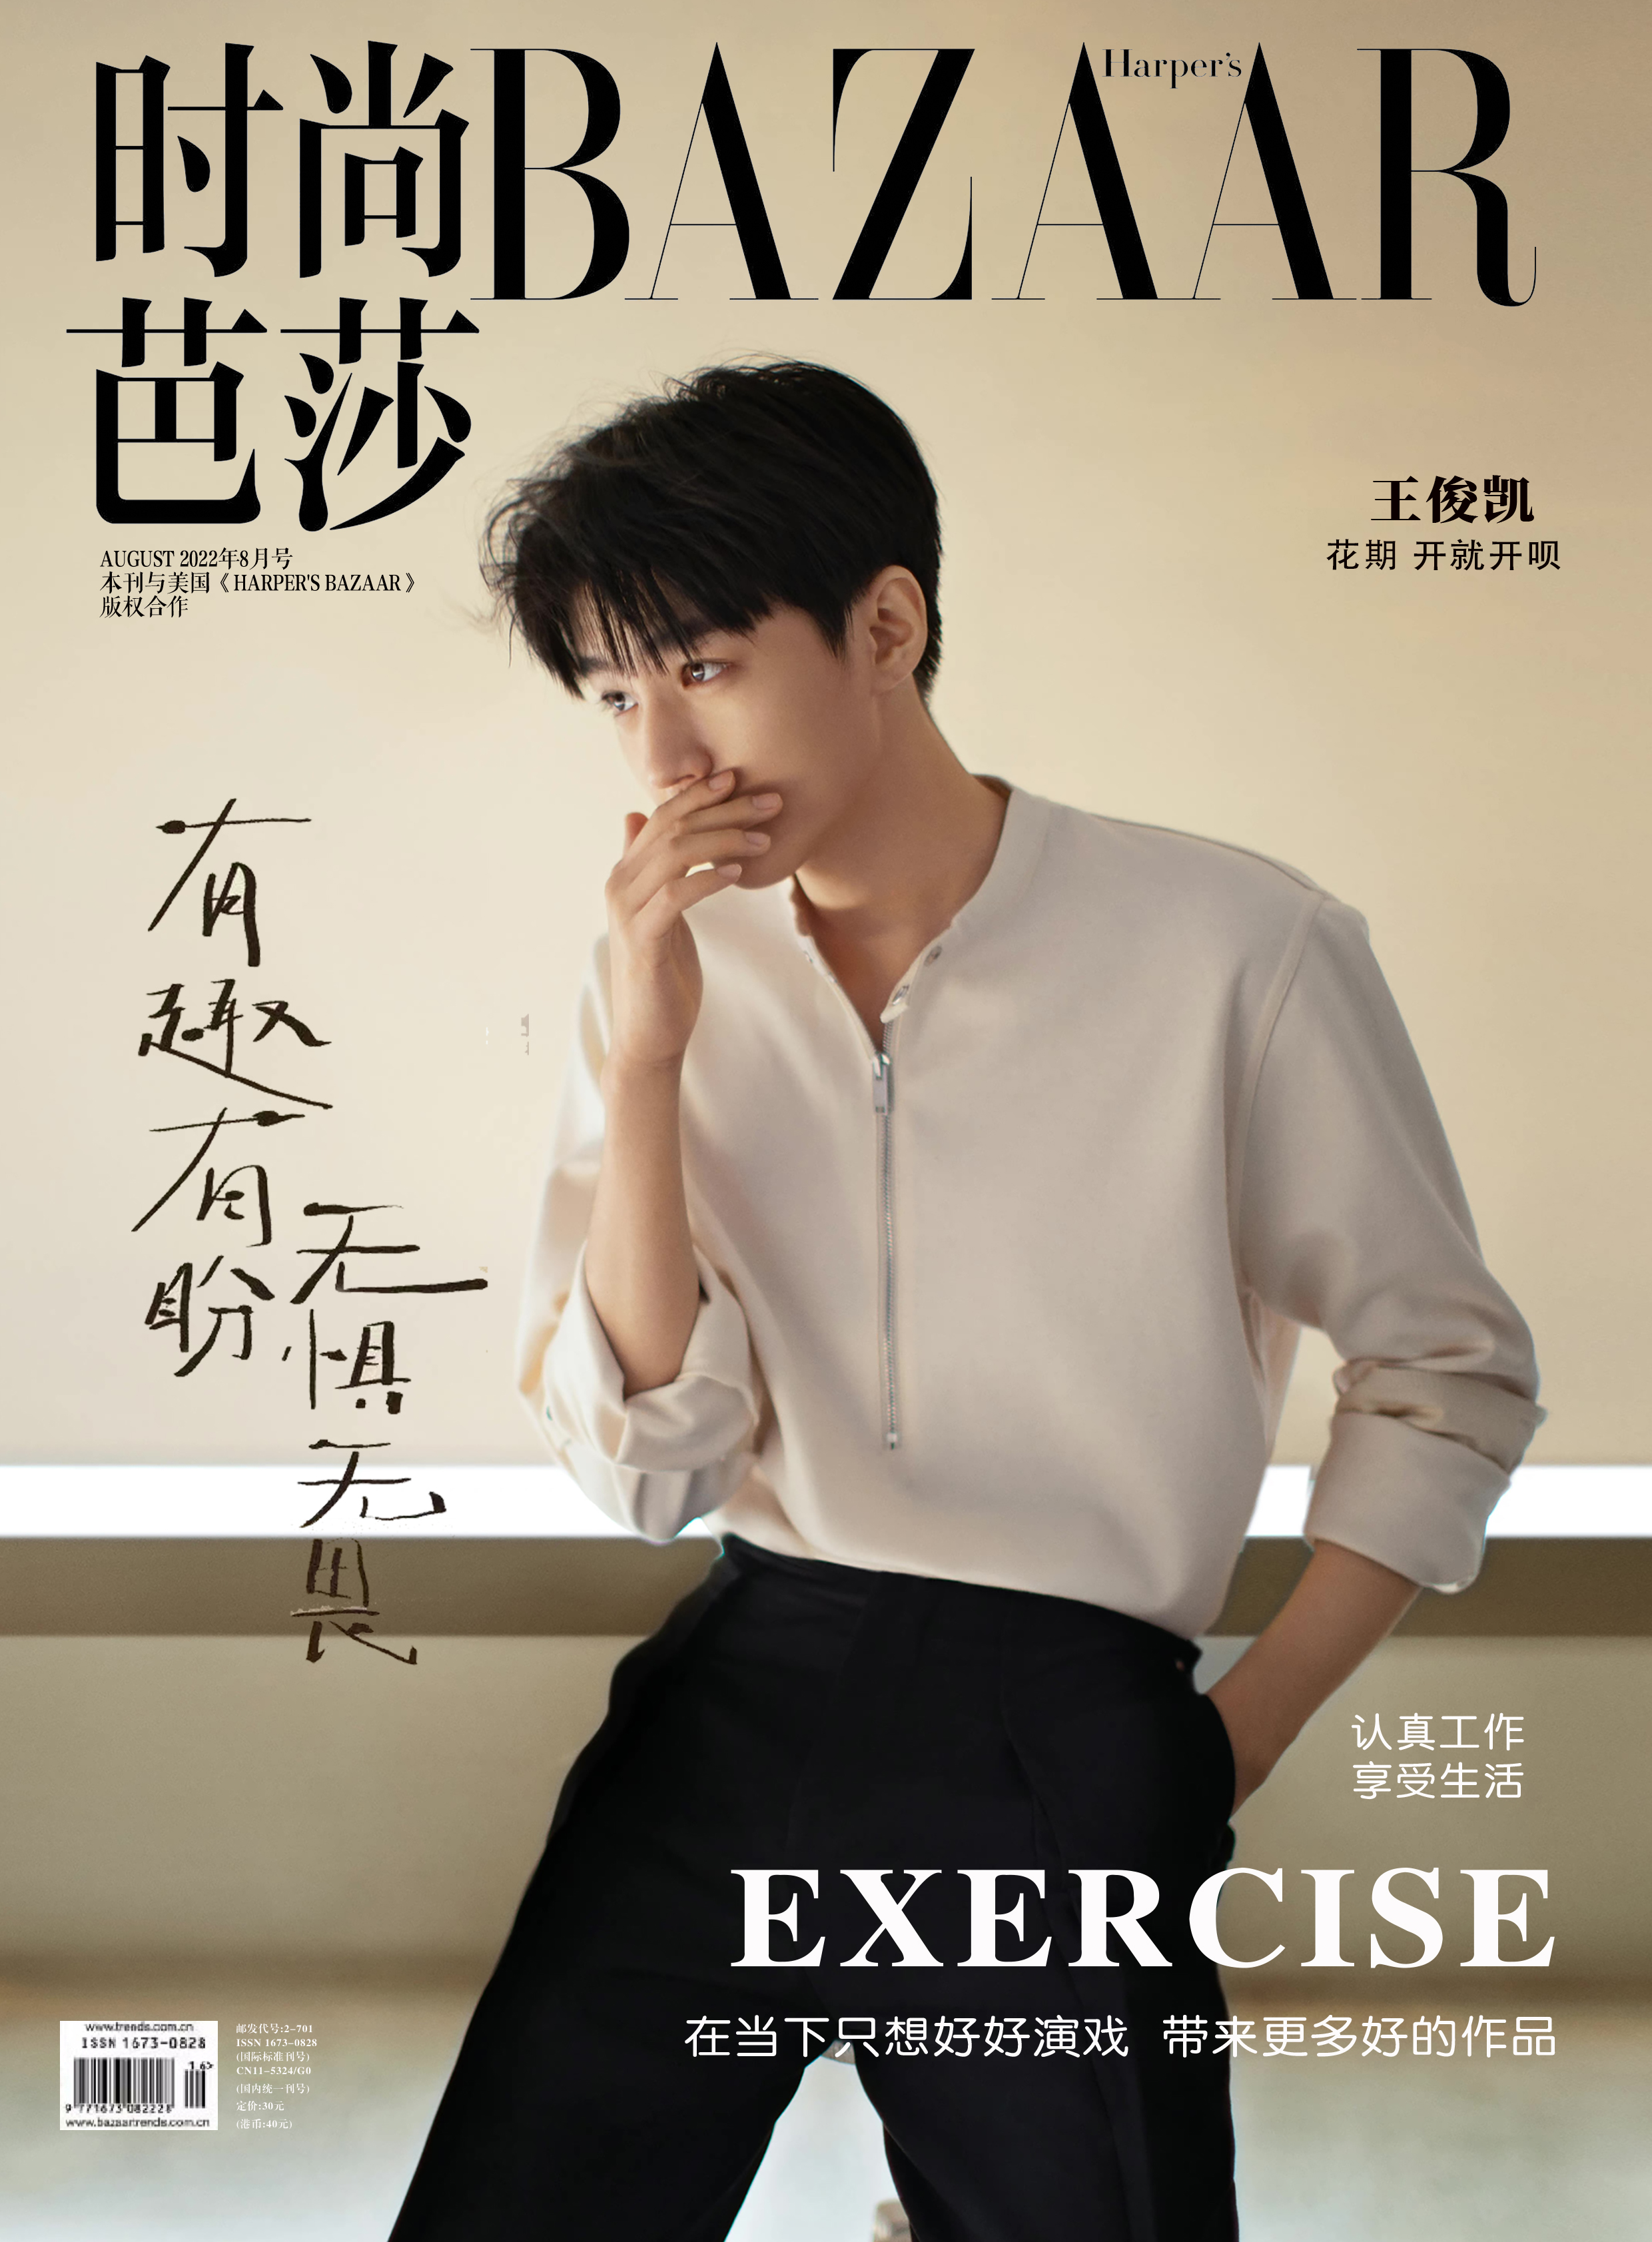 时尚
芭莎
Harper's
BAZAAR
AUGUST 2022年8月号
本刊与美国《HARPER'S BAZAAR》
版权合作
王俊凯
花期 开就开呗
有趣有盼
无惧无畏
认真工作
享受生活
EXERCISE
在当下只想好好演戏 带来更多好的作品
www.trends.com.cn
ISSN 1673-0828
16>
9 771673 082228
www.bazaartrends.com.cn
邮发代号:2-701
ISSN 1673-0828
(国际标准刊号)
CN11-5324/G0
(国内统一刊号)
定价:30元
(港币:40元)